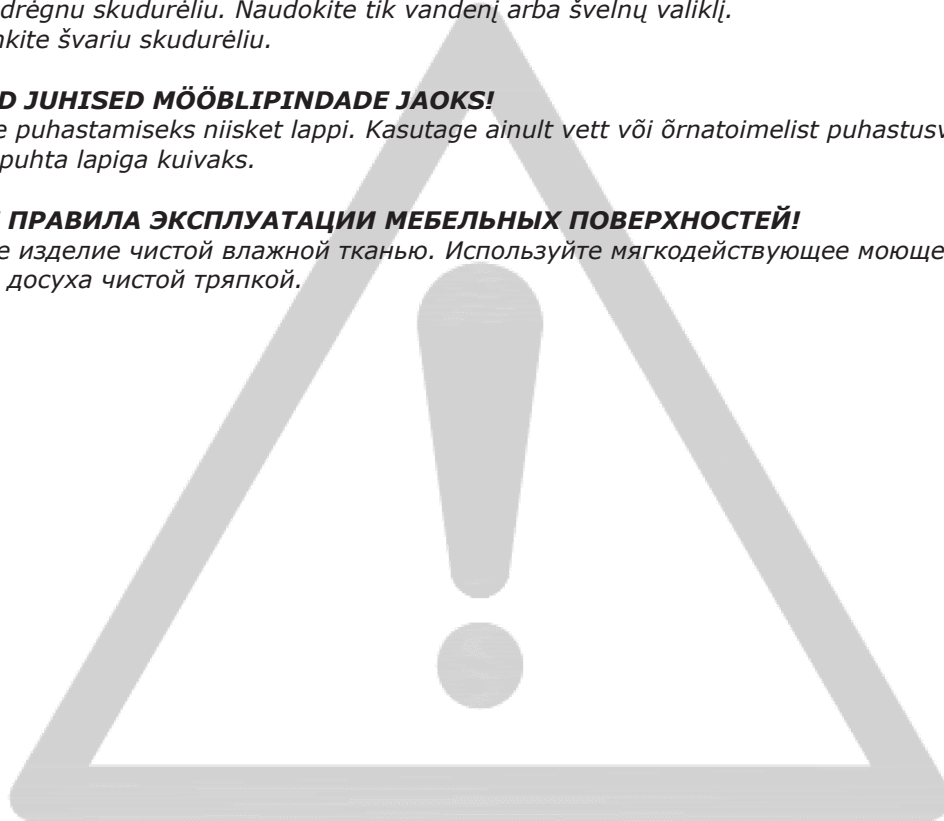 drėgnu skudurėliu. Naudokite tik vandenį arba švelnų valiklį.
kite švariu skudurėliu.
D JUHISED MÖÖBLIPINDADE JAOKS!
e puhastamiseks niisket lappi. Kasutage ainult vett või õrnatoimelist puhastusv
puhta lapiga kuivaks.
ПРАВИЛА ЭКСПЛУАТАЦИИ МЕБЕЛЬНЫХ ПОВЕРХНОСТЕЙ!
е изделие чистой влажной тканью. Используйте мягкодействующее моюще
досуха чистой тряпкой.